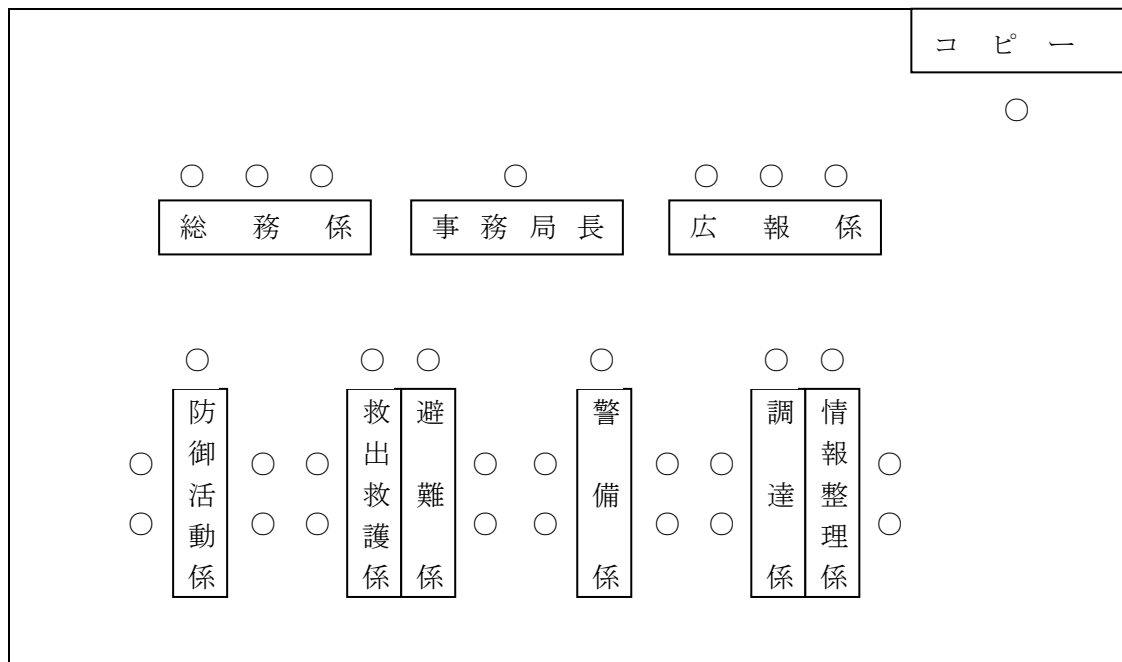 コピー
総務係
事務局長
広報係
防御活動係
救出救護係
避難係
警備係
調達係
情報整理係